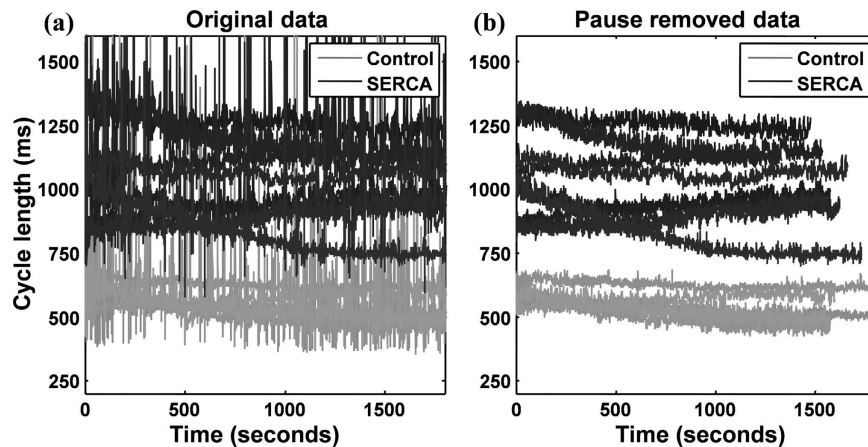 (a) Original data
Control
SERCA
Cycle length (ms)
1500
1250
1000
750
500
250
0 500 1000 1500
Time (seconds)
(b) Pause removed data
Control
SERCA
1500
1250
1000
750
500
250
0 500 1000 1500
Time (seconds)